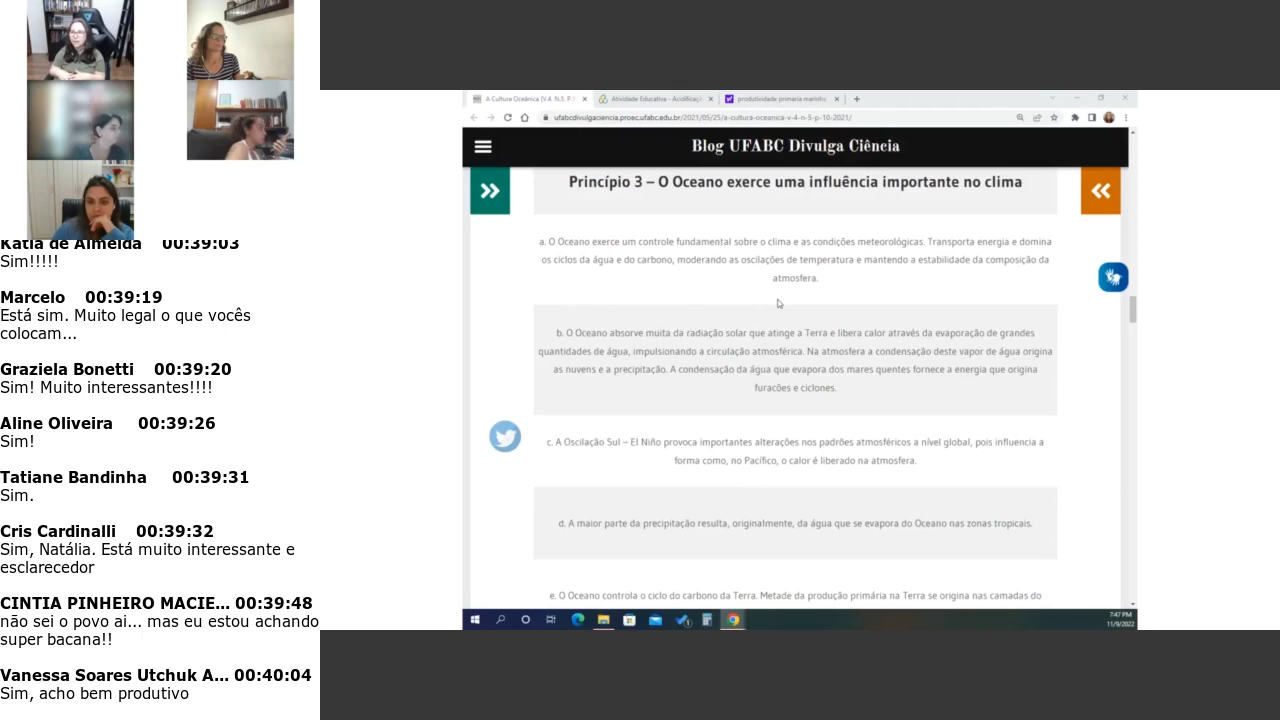 Katia de Almeida 00:39:03
Sim!!!!!
Marcelo 00:39:19
Está sim. Muito legal o que vocês
colocam...
Graziela Bonetti 00:39:20
Sim! Muito interessantes!!!!
Aline Oliveira 00:39:26
Sim!
Tatiane Bandinha 00:39:31
Sim.
Cris Cardinalli 00:39:32
Sim, Natália. Está muito interessante e
esclarecedor
CINTIA PINHEIRO MACIE... 00:39:48
não sei o povo ai... mas eu estou achando
super bacana!!
Vanessa Soares Utchuk A... 00:40:04
Sim, acho bem produtivo
A Cultura Oceânica (V.4, N.5, P.1
Atividade Educativa - Acidificaçã
produtividade primaria marinho
ufabcdivulgaciencia.proec.ufabc.edu.br/2021/05/25/a-cultura-oceanica-v-4-n-5-p-10-2021/
Blog UFABC Divulga Ciência
Princípio 3 – O Oceano exerce uma influência importante no clima
a. O Oceano exerce um controle fundamental sobre o clima e as condições meteorológicas. Transporta energia e domina
os ciclos da água e do carbono, moderando as oscilações de temperatura e mantendo a estabilidade da composição da
atmosfera.
b. O Oceano absorve muita da radiação solar que atinge a Terra e libera calor através da evaporação de grandes
quantidades de água, impulsionando a circulação atmosférica. Na atmosfera a condensação deste vapor de água origina
as nuvens e a precipitação. A condensação da água que evapora dos mares quentes fornece a energia que origina
furacões e ciclones.
c. A Oscilação Sul – El Niño provoca importantes alterações nos padrões atmosféricos a nível global, pois influencia a
forma como, no Pacífico, o calor é liberado na atmosfera.
d. A maior parte da precipitação resulta, originalmente, da água que se evapora do Oceano nas zonas tropicais.
e. O Oceano controla o ciclo do carbono da Terra. Metade da produção primária na Terra se origina nas camadas do
7:47 PM
11/9/2022